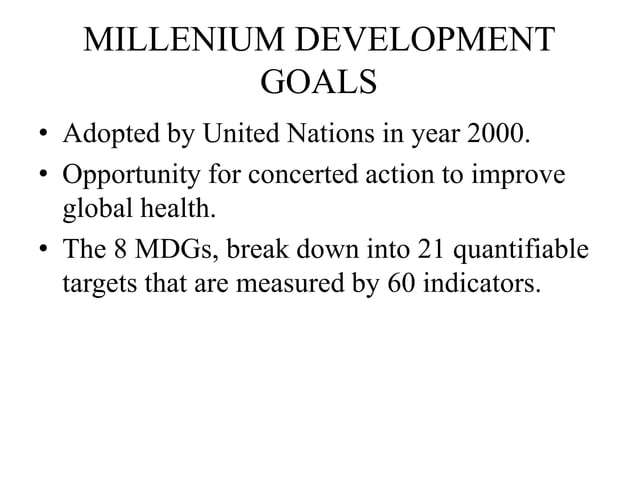 MILLENIUM DEVELOPMENT
GOALS
• Adopted by United Nations in year 2000.
• Opportunity for concerted action to improve
global health.
• The 8 MDGs, break down into 21 quantifiable
targets that are measured by 60 indicators.